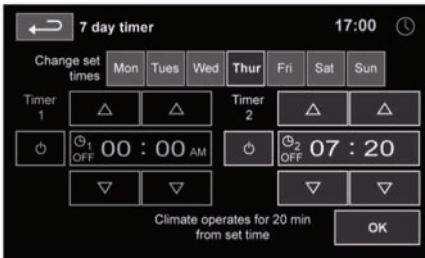 7 day timer 17:00
Change set
times
Mon Tues Wed Thur Fri Sat Sun
Timer
1
Timer
2
1
OFF
00 : 00 AM
2
OFF
07 : 20
Climate operates for 20 min
from set time
OK